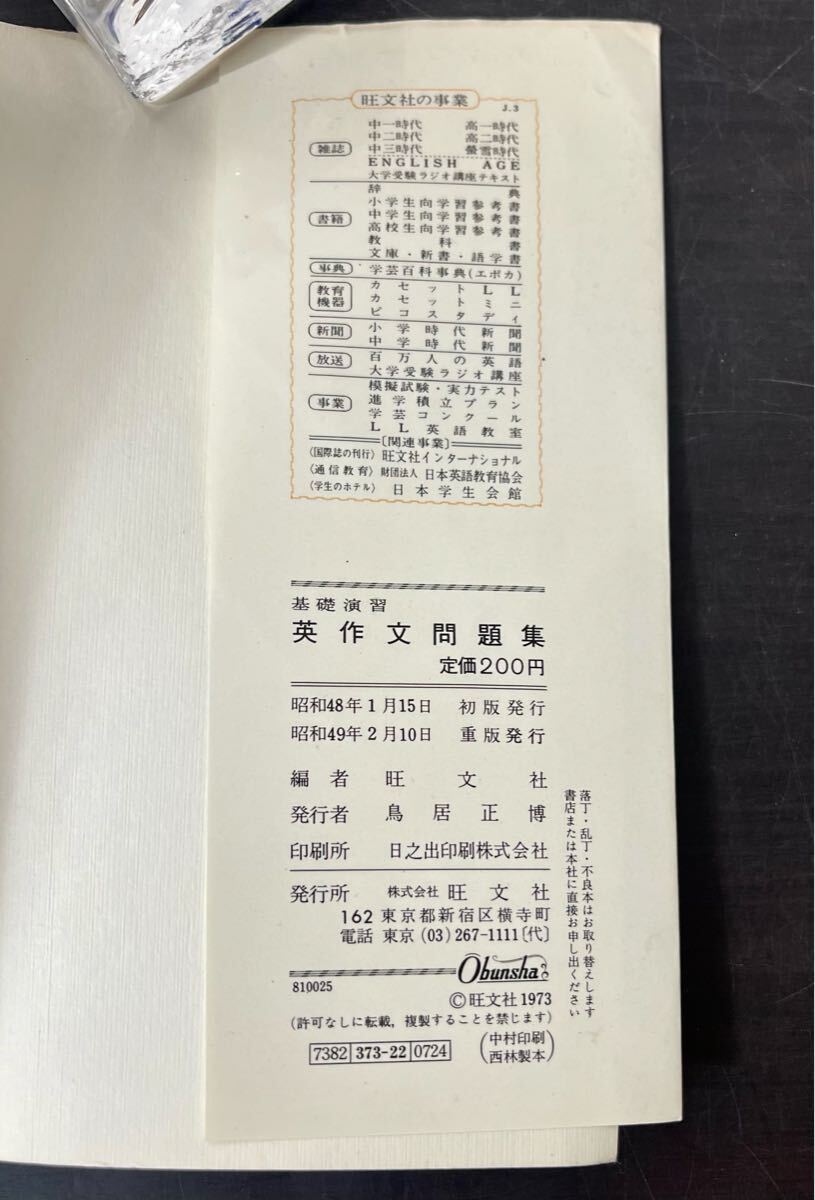 旺文社の事業
J.3
雑誌
中一時代 高一時代
中二時代 高二時代
中三時代 螢雪時代
ENGLISH AGE
大学受験ラジオ講座テキスト
書籍
辞典
小学生向学習参考書
中学生向学習参考書
高校生向学習参考書
教科書
文庫・新書・語学書
事典
学芸百科事典(エポカ)
教育機器
カセットLL
カセットミニ
ピコスタディ
新聞
小学時代新聞
中学時代新聞
放送
百万人の英語
大学受験ラジオ講座
事業
模擬試験・実力テスト
進学積立プラン
学芸コンクール
LL英語教室
〔関連事業〕
〈国際誌の刊行〉旺文社インターナショナル
〈通信教育〉財団法人 日本英語教育協会
〈学生のホテル〉日本学生会館
基礎演習
英作文問題集
定価200円
昭和48年1月15日 初版発行
昭和49年2月10日 重版発行
編者 旺文社
発行者 鳥居正博
印刷所 日之出印刷株式会社
発行所 株式会社 旺文社
162 東京都新宿区横寺町
電話 東京(03)267-1111〔代〕
Obunsha
810025
©旺文社1973
(許可なしに転載，複製することを禁じます)
7382 373-22 0724
(中村印刷
西林製本)
落丁・乱丁・不良本はお取り替えします
書店または本社に直接お申し出ください